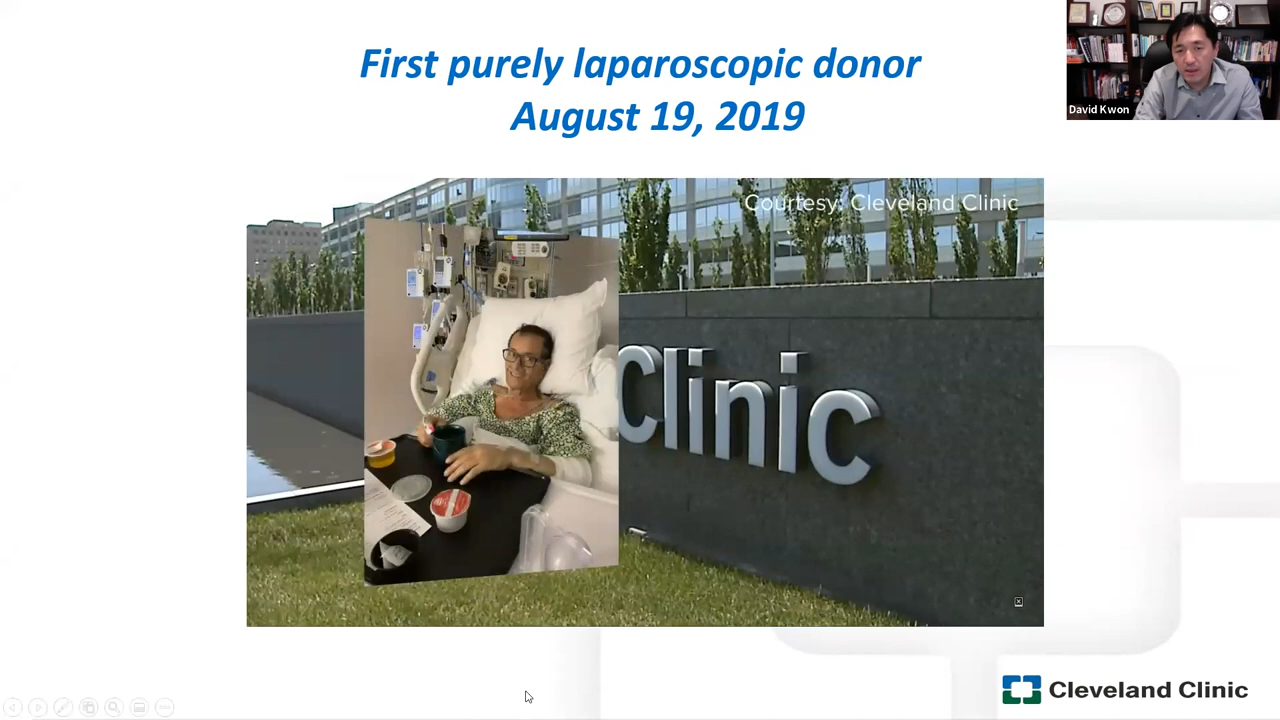 First purely laparoscopic donor
August 19, 2019
David Kwon
Courtesy: Cleveland Clinic
Clinic
Cleveland Clinic